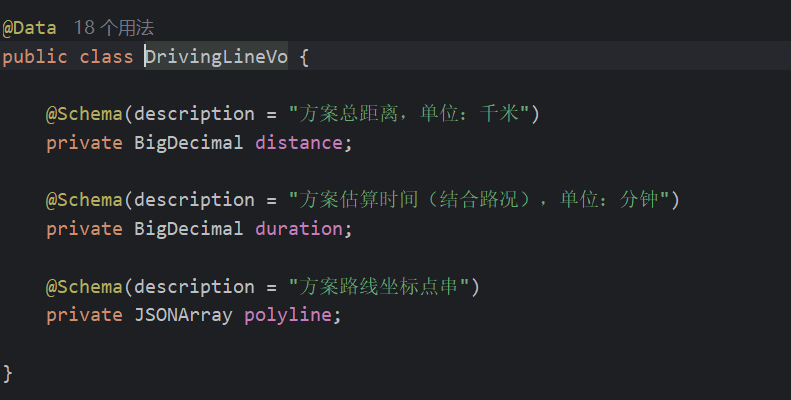 @Data 18 个用法
public class DrivingLineVo {
@Schema(description = "方案总距离，单位：千米")
private BigDecimal distance;
@Schema(description = "方案估算时间（结合路况），单位：分钟")
private BigDecimal duration;
@Schema(description = "方案路线坐标点串")
private JSONArray polyline;
}